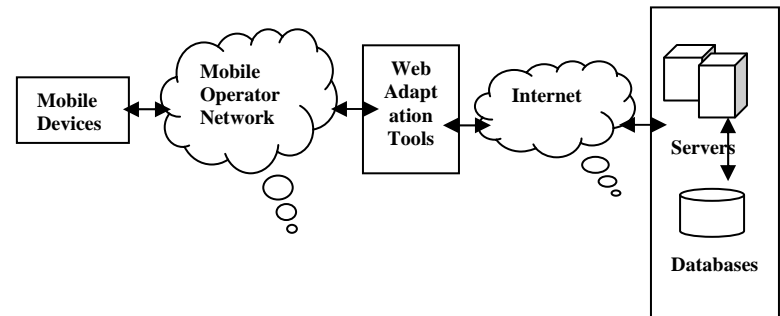 Mobile
Devices
Mobile
Operator
Network
Web
Adapt
ation
Tools
Internet
Servers
Databases